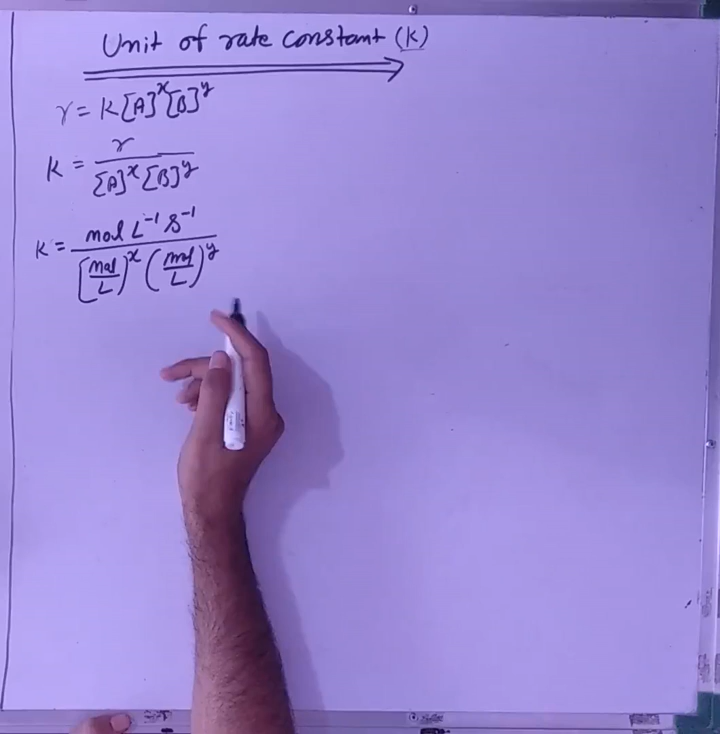 Unit of rate constant (K)
r = K[A]^x[B]^y
K = r / [A]^x [B]^y
K = mol L^-1 S^-1 / [mol/L)^x (mol/L)^y